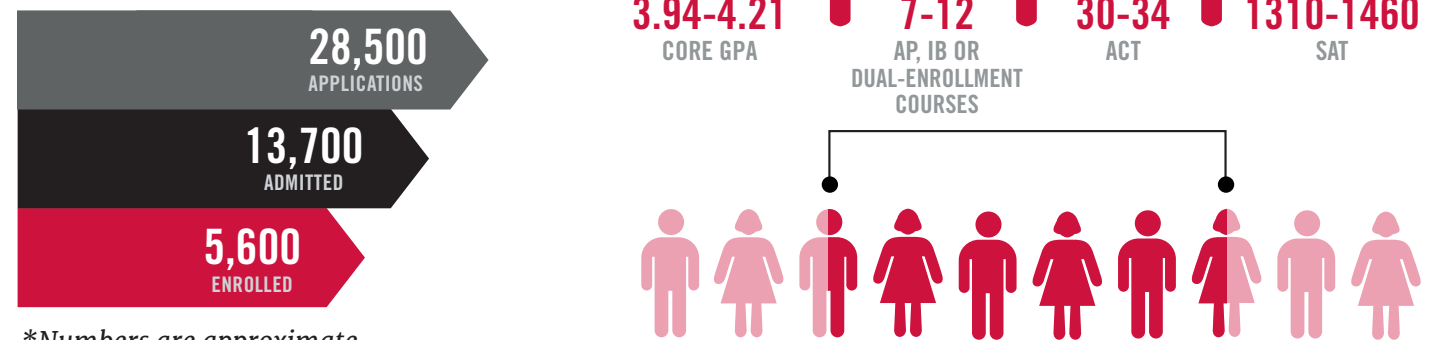 28,500
APPLICATIONS
13,700
ADMITTED
5,600
ENROLLED
*Numbers are approximate
3.94-4.21
CORE GPA
7-12
AP, IB OR
DUAL-ENROLLMENT
COURSES
30-34
ACT
1310-1460
SAT